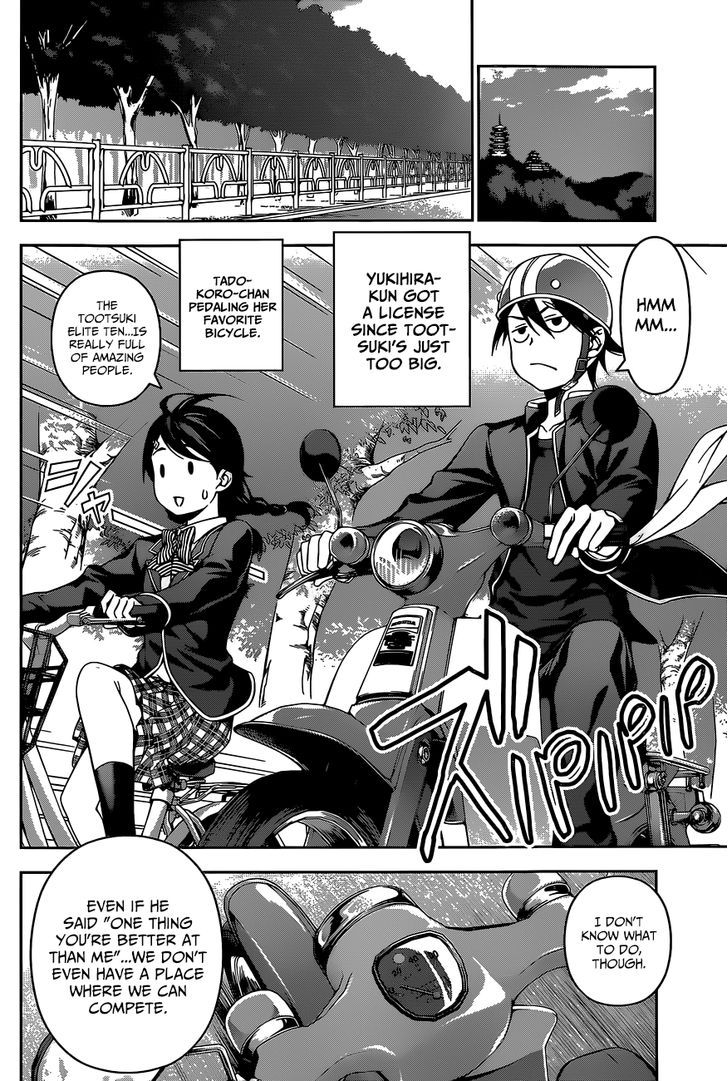 HMM
MM...
YUKIHIRA-
KUN GOT
A LICENSE
SINCE TOOT-
SUKI'S JUST
TOO BIG.
TADO-
KORO-CHAN
PEDALING HER
FAVORITE
BICYCLE.
THE
TOOTSUKI
ELITE TEN...IS
REALLY FULL
OF AMAZING
PEOPLE.
ズ
I DON'T
KNOW WHAT
TO DO,
THOUGH.
EVEN IF HE
SAID "ONE THING
YOU'RE BETTER AT
THAN ME"...WE DON'T
EVEN HAVE A PLACE
WHERE WE CAN
COMPETE.